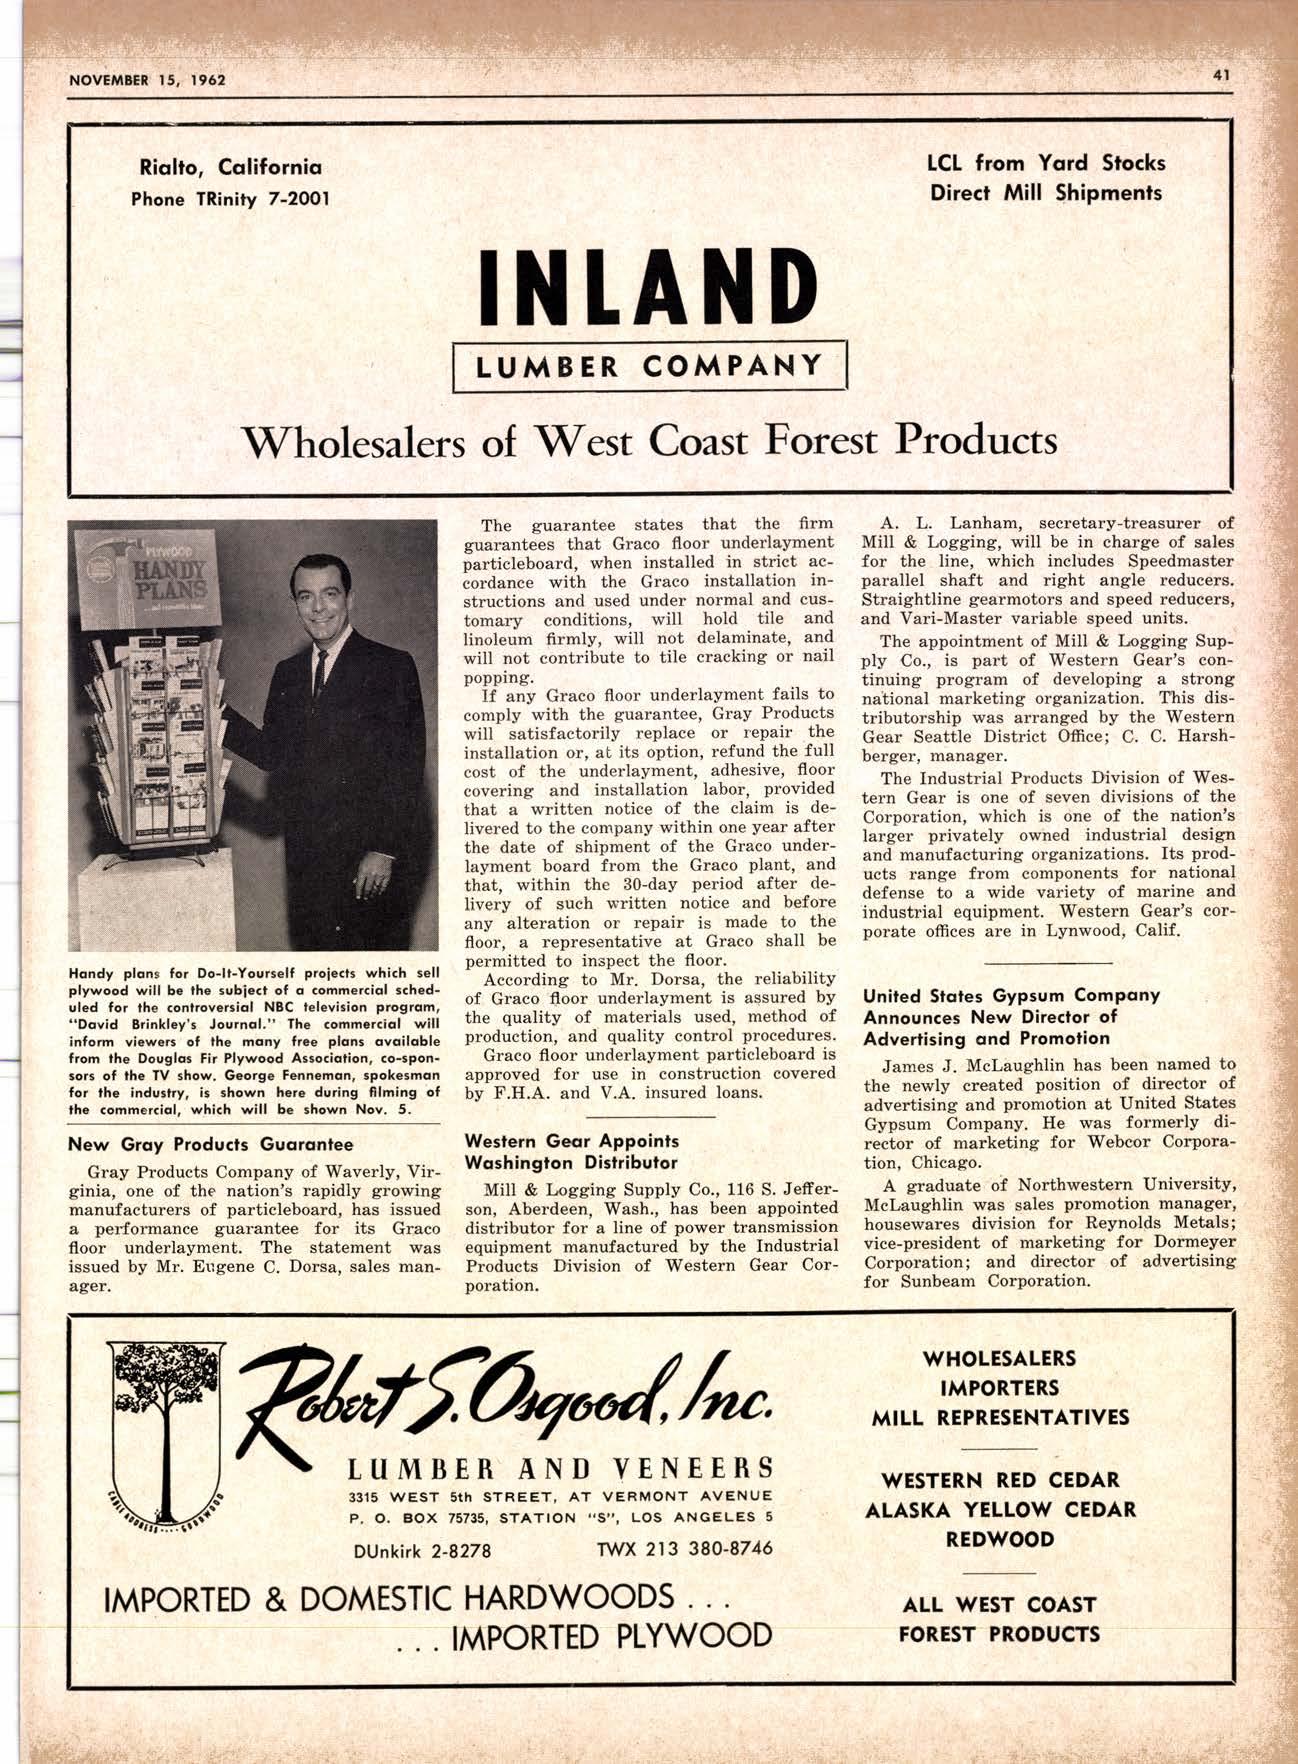 NOVEMBER 15, 1962
41
Rialto, California
Phone TRinity 7-2001
LCL from Yard Stocks
Direct Mill Shipments
INLAND
LUMBER COMPANY
Wholesalers of West Coast Forest Products
PLYWOOD
HANDY
PLANS
Handy plans for Do-It-Yourself projects which sell
plywood will be the subject of a commercial sched-
uled for the controversial NBC television program,
"David Brinkley's Journal." The commercial will
inform viewers of the many free plans available
from the Douglas Fir Plywood Association, co-spon-
sors of the TV show. George Fenneman, spokesman
for the industry, is shown here during filming of
the commercial, which will be shown Nov. 5.
New Gray Products Guarantee
Gray Products Company of Waverly, Vir-
ginia, one of the nation's rapidly growing
manufacturers of particleboard, has issued
a performance guarantee for its Graco
floor underlayment. The statement was
issued by Mr. Eugene C. Dorsa, sales man-
ager.
The guarantee states that the firm
guarantees that Graco floor underlayment
particleboard, when installed in strict ac-
cordance with the Graco installation in-
structions and used under normal and cus-
tomary conditions, will hold tile and
linoleum firmly, will not delaminate, and
will not contribute to tile cracking or nail
popping.
If any Graco floor underlayment fails to
comply with the guarantee, Gray Products
will satisfactorily replace or repair the
installation or, at its option, refund the full
cost of the underlayment, adhesive, floor
covering and installation labor, provided
that a written notice of the claim is de-
livered to the company within one year after
the date of shipment of the Graco under-
layment board from the Graco plant, and
that, within the 30-day period after de-
livery of such written notice and before
any alteration or repair is made to the
floor, a representative at Graco shall be
permitted to inspect the floor.
According to Mr. Dorsa, the reliability
of Graco floor underlayment is assured by
the quality of materials used, method of
production, and quality control procedures.
Graco floor underlayment particleboard is
approved for use in construction covered
by F.H.A. and V.A. insured loans.
Western Gear Appoints
Washington Distributor
Mill & Logging Supply Co., 116 S. Jeffer-
son, Aberdeen, Wash., has been appointed
distributor for a line of power transmission
equipment manufactured by the Industrial
Products Division of Western Gear Cor-
poration.
A. L. Lanham, secretary-treasurer of
Mill & Logging, will be in charge of sales
for the line, which includes Speedmaster
parallel shaft and right angle reducers.
Straightline gearmotors and speed reducers,
and Vari-Master variable speed units.
The appointment of Mill & Logging Sup-
ply Co., is part of Western Gear's con-
tinuing program of developing a strong
national marketing organization. This dis-
tributorship was arranged by the Western
Gear Seattle District Office; C. C. Harsh-
berger, manager.
The Industrial Products Division of Wes-
tern Gear is one of seven divisions of the
Corporation, which is one of the nation's
larger privately owned industrial design
and manufacturing organizations. Its prod-
ucts range from components for national
defense to a wide variety of marine and
industrial equipment. Western Gear's cor-
porate offices are in Lynwood, Calif.
United States Gypsum Company
Announces New Director of
Advertising and Promotion
James J. McLaughlin has been named to
the newly created position of director of
advertising and promotion at United States
Gypsum Company. He was formerly di-
rector of marketing for Webcor Corpora-
tion, Chicago.
A graduate of Northwestern University,
McLaughlin was sales promotion manager,
housewares division for Reynolds Metals;
vice-president of marketing for Dormeyer
Corporation; and director of advertising
for Sunbeam Corporation.
CABLE ADDRESS .... OSGOODWOOD
Robert S. Osgood, Inc.
LUMBER AND VENEERS
3315 WEST 5th STREET, AT VERMONT AVENUE
P. O. BOX 75735, STATION "S", LOS ANGELES 5
DUnkirk 2-8278 TWX 213 380-8746
IMPORTED & DOMESTIC HARDWOODS . . .
. . . IMPORTED PLYWOOD
WHOLESALERS
IMPORTERS
MILL REPRESENTATIVES
WESTERN RED CEDAR
ALASKA YELLOW CEDAR
REDWOOD
ALL WEST COAST
FOREST PRODUCTS